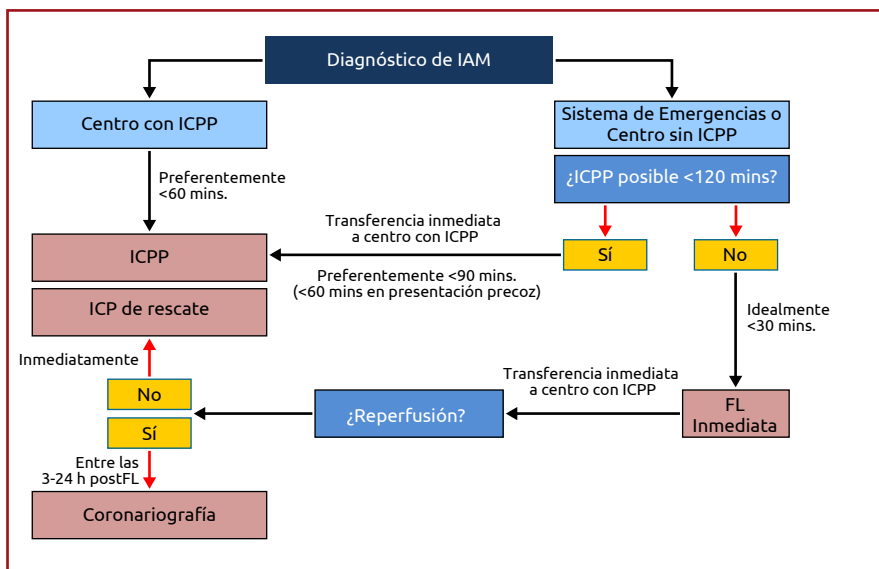 Diagnóstico de IAM
Centro con ICPP
Sistema de Emergencias o
Centro sin ICPP
¿ICPP posible <120 mins?
Preferentemente
<60 mins.
Transferencia inmediata
a centro con ICPP
Sí
No
ICPP
Preferentemente <90 mins.
(<60 mins en presentación precoz)
ICP de rescate
Idealmente
<30 mins.
Inmediatamente
Transferencia inmediata
a centro con ICPP
No
Sí
¿Reperfusión?
FL
Inmediata
Entre las
3-24 h postFL
Coronariografía